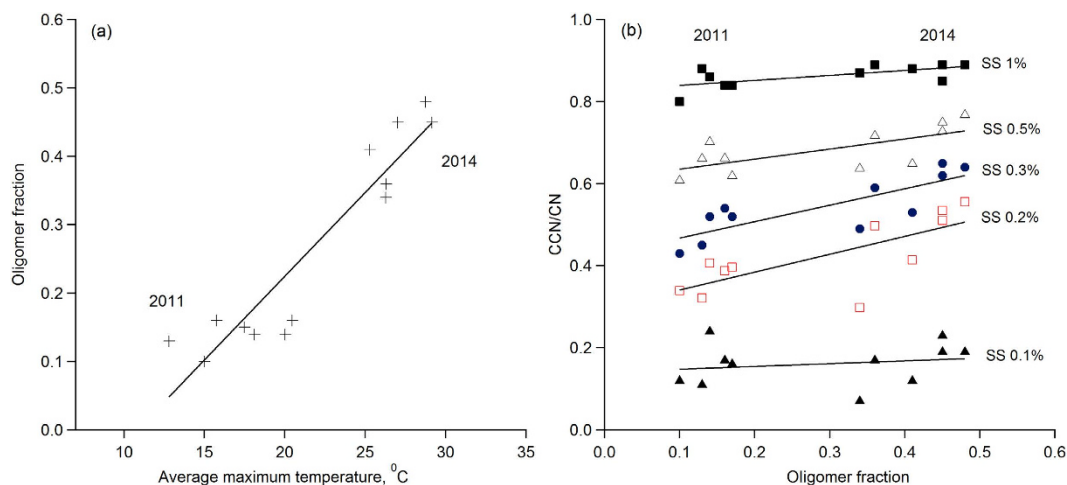 (a)
0.6
0.5
0.4
0.3
0.2
0.1
0.0
Oligomer fraction
2011
2014
10
15
20
25
30
35
Average maximum temperature, ⁰C
(b)
1.0
0.8
0.6
0.4
0.2
0.0
CCN/CN
2011
2014
SS 1%
SS 0.5%
SS 0.3%
SS 0.2%
SS 0.1%
0.1
0.2
0.3
0.4
0.5
0.6
Oligomer fraction